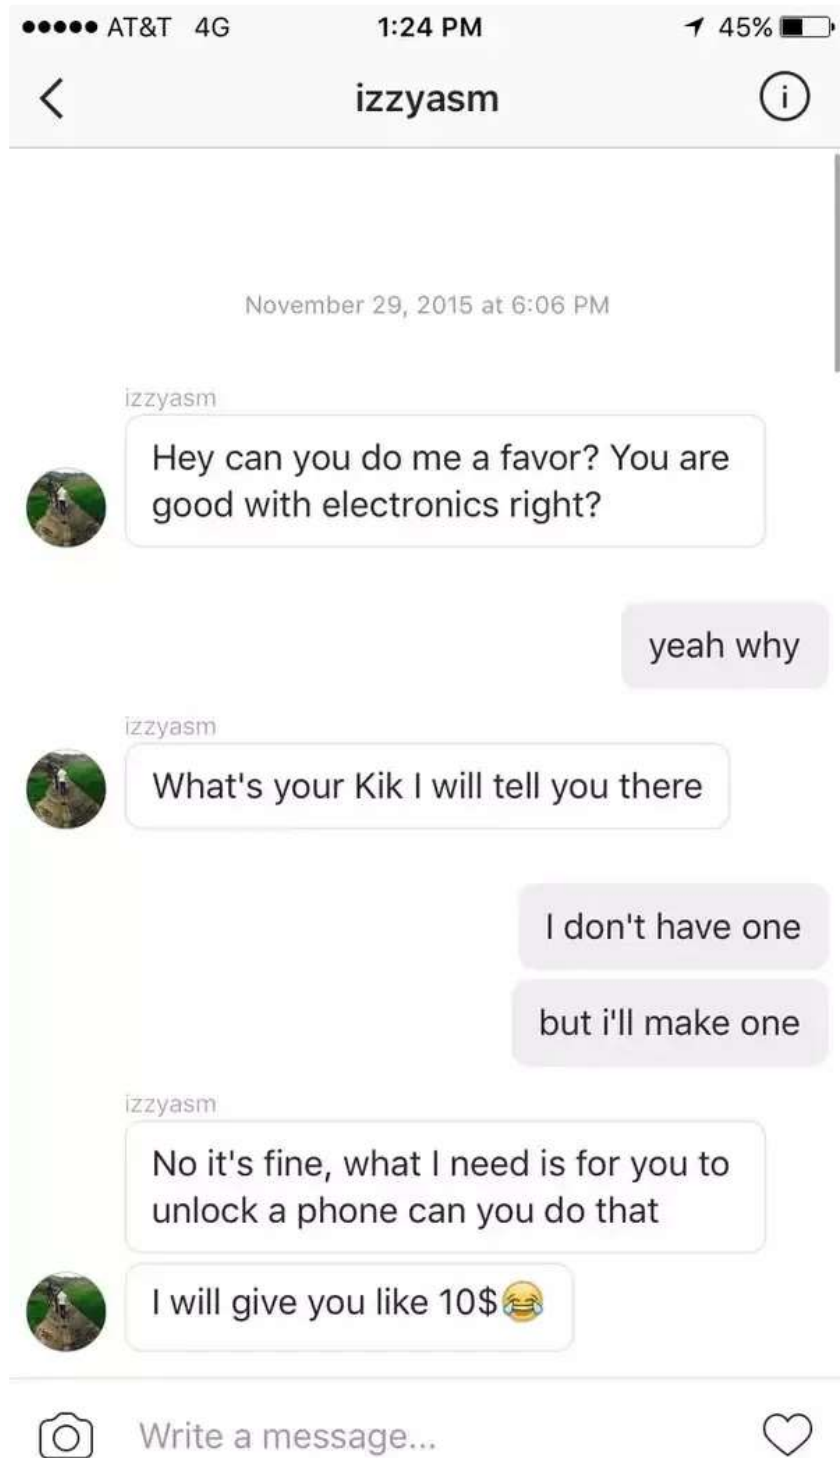 AT&T 4G 1:24 PM 45%
izzyasm
November 29, 2015 at 6:06 PM
izzyasm
Hey can you do me a favor? You are
good with electronics right?
yeah why
izzyasm
What's your Kik I will tell you there
I don't have one
but i'll make one
izzyasm
No it's fine, what I need is for you to
unlock a phone can you do that
I will give you like 10$😂
Write a message...